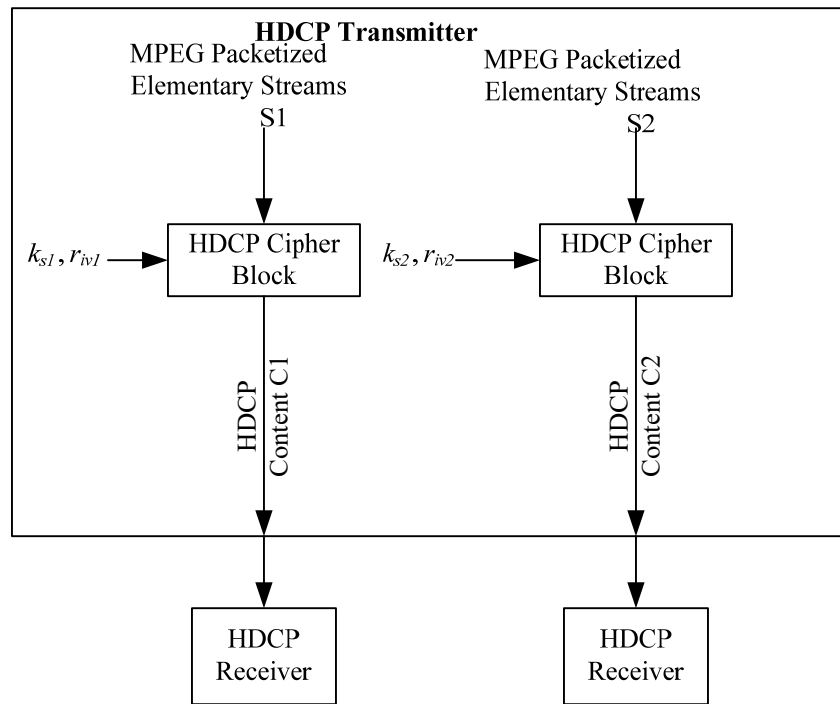 HDCP Transmitter
MPEG Packetized
Elementary Streams
S1
MPEG Packetized
Elementary Streams
S2
ks1, riv1
HDCP Cipher
Block
ks2, riv2
HDCP Cipher
Block
HDCP
Content C1
HDCP
Content C2
HDCP
Receiver
HDCP
Receiver